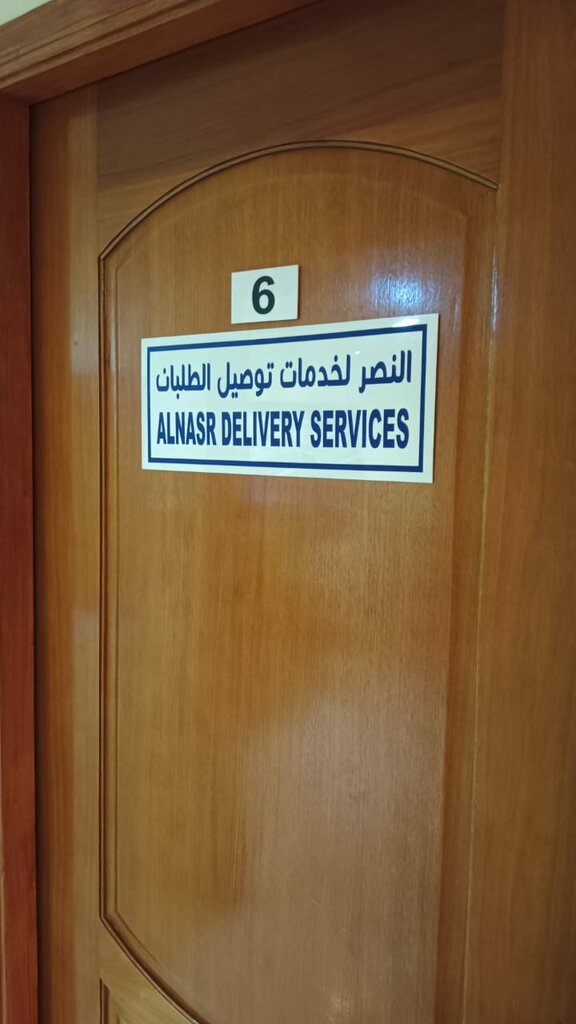 6
النصر لخدمات توصيل الطلبات
ALNASR DELIVERY SERVICES